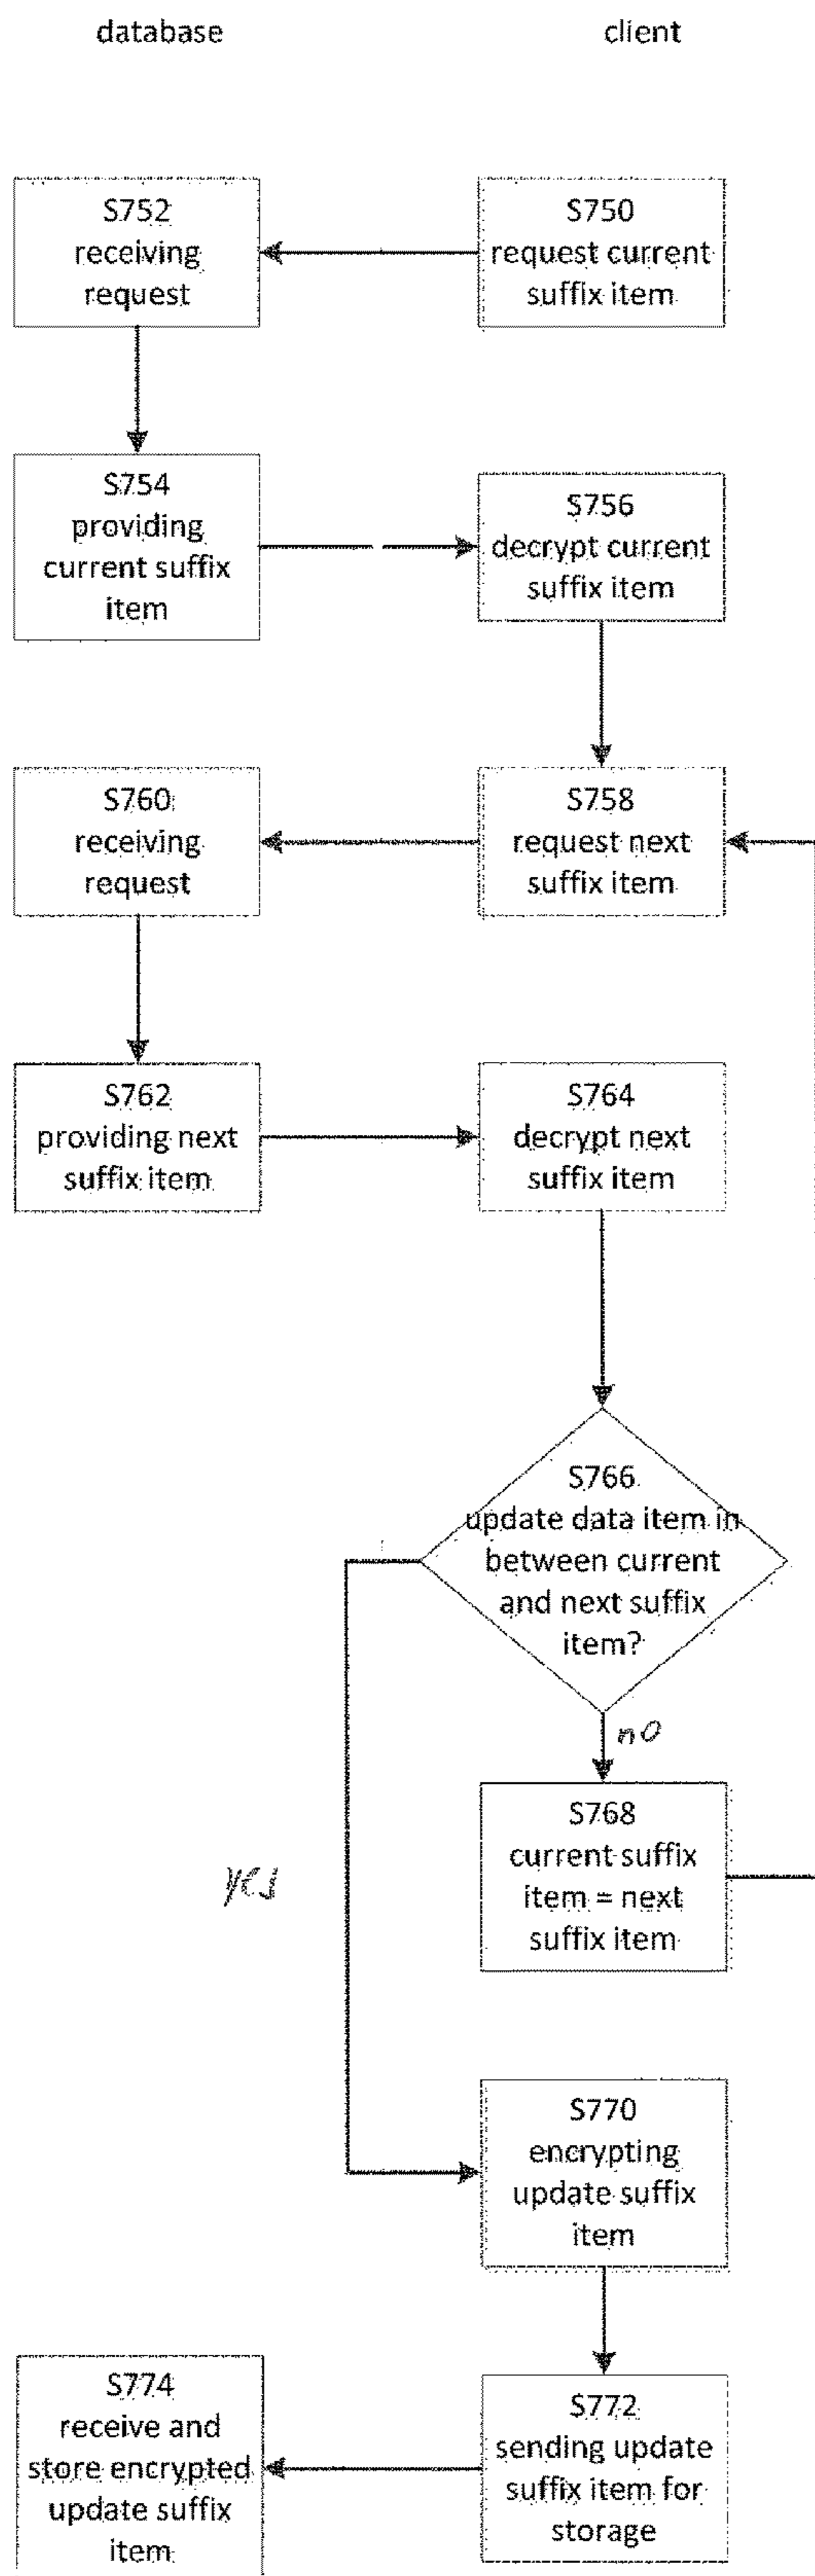 database
client
S752
receiving
request
S750
request current
suffix item
S754
providing
current suffix
item
S756
decrypt current
suffix item
S760
receiving
request
S758
request next
suffix item
S762
providing next
suffix item
S764
decrypt next
suffix item
S766
update data item in
between current
and next suffix
item?
no
yes
S768
current suffix
item = next
suffix item
S770
encrypting
update suffix
item
S774
receive and
store encrypted
update suffix
item
S772
sending update
suffix item for
storage